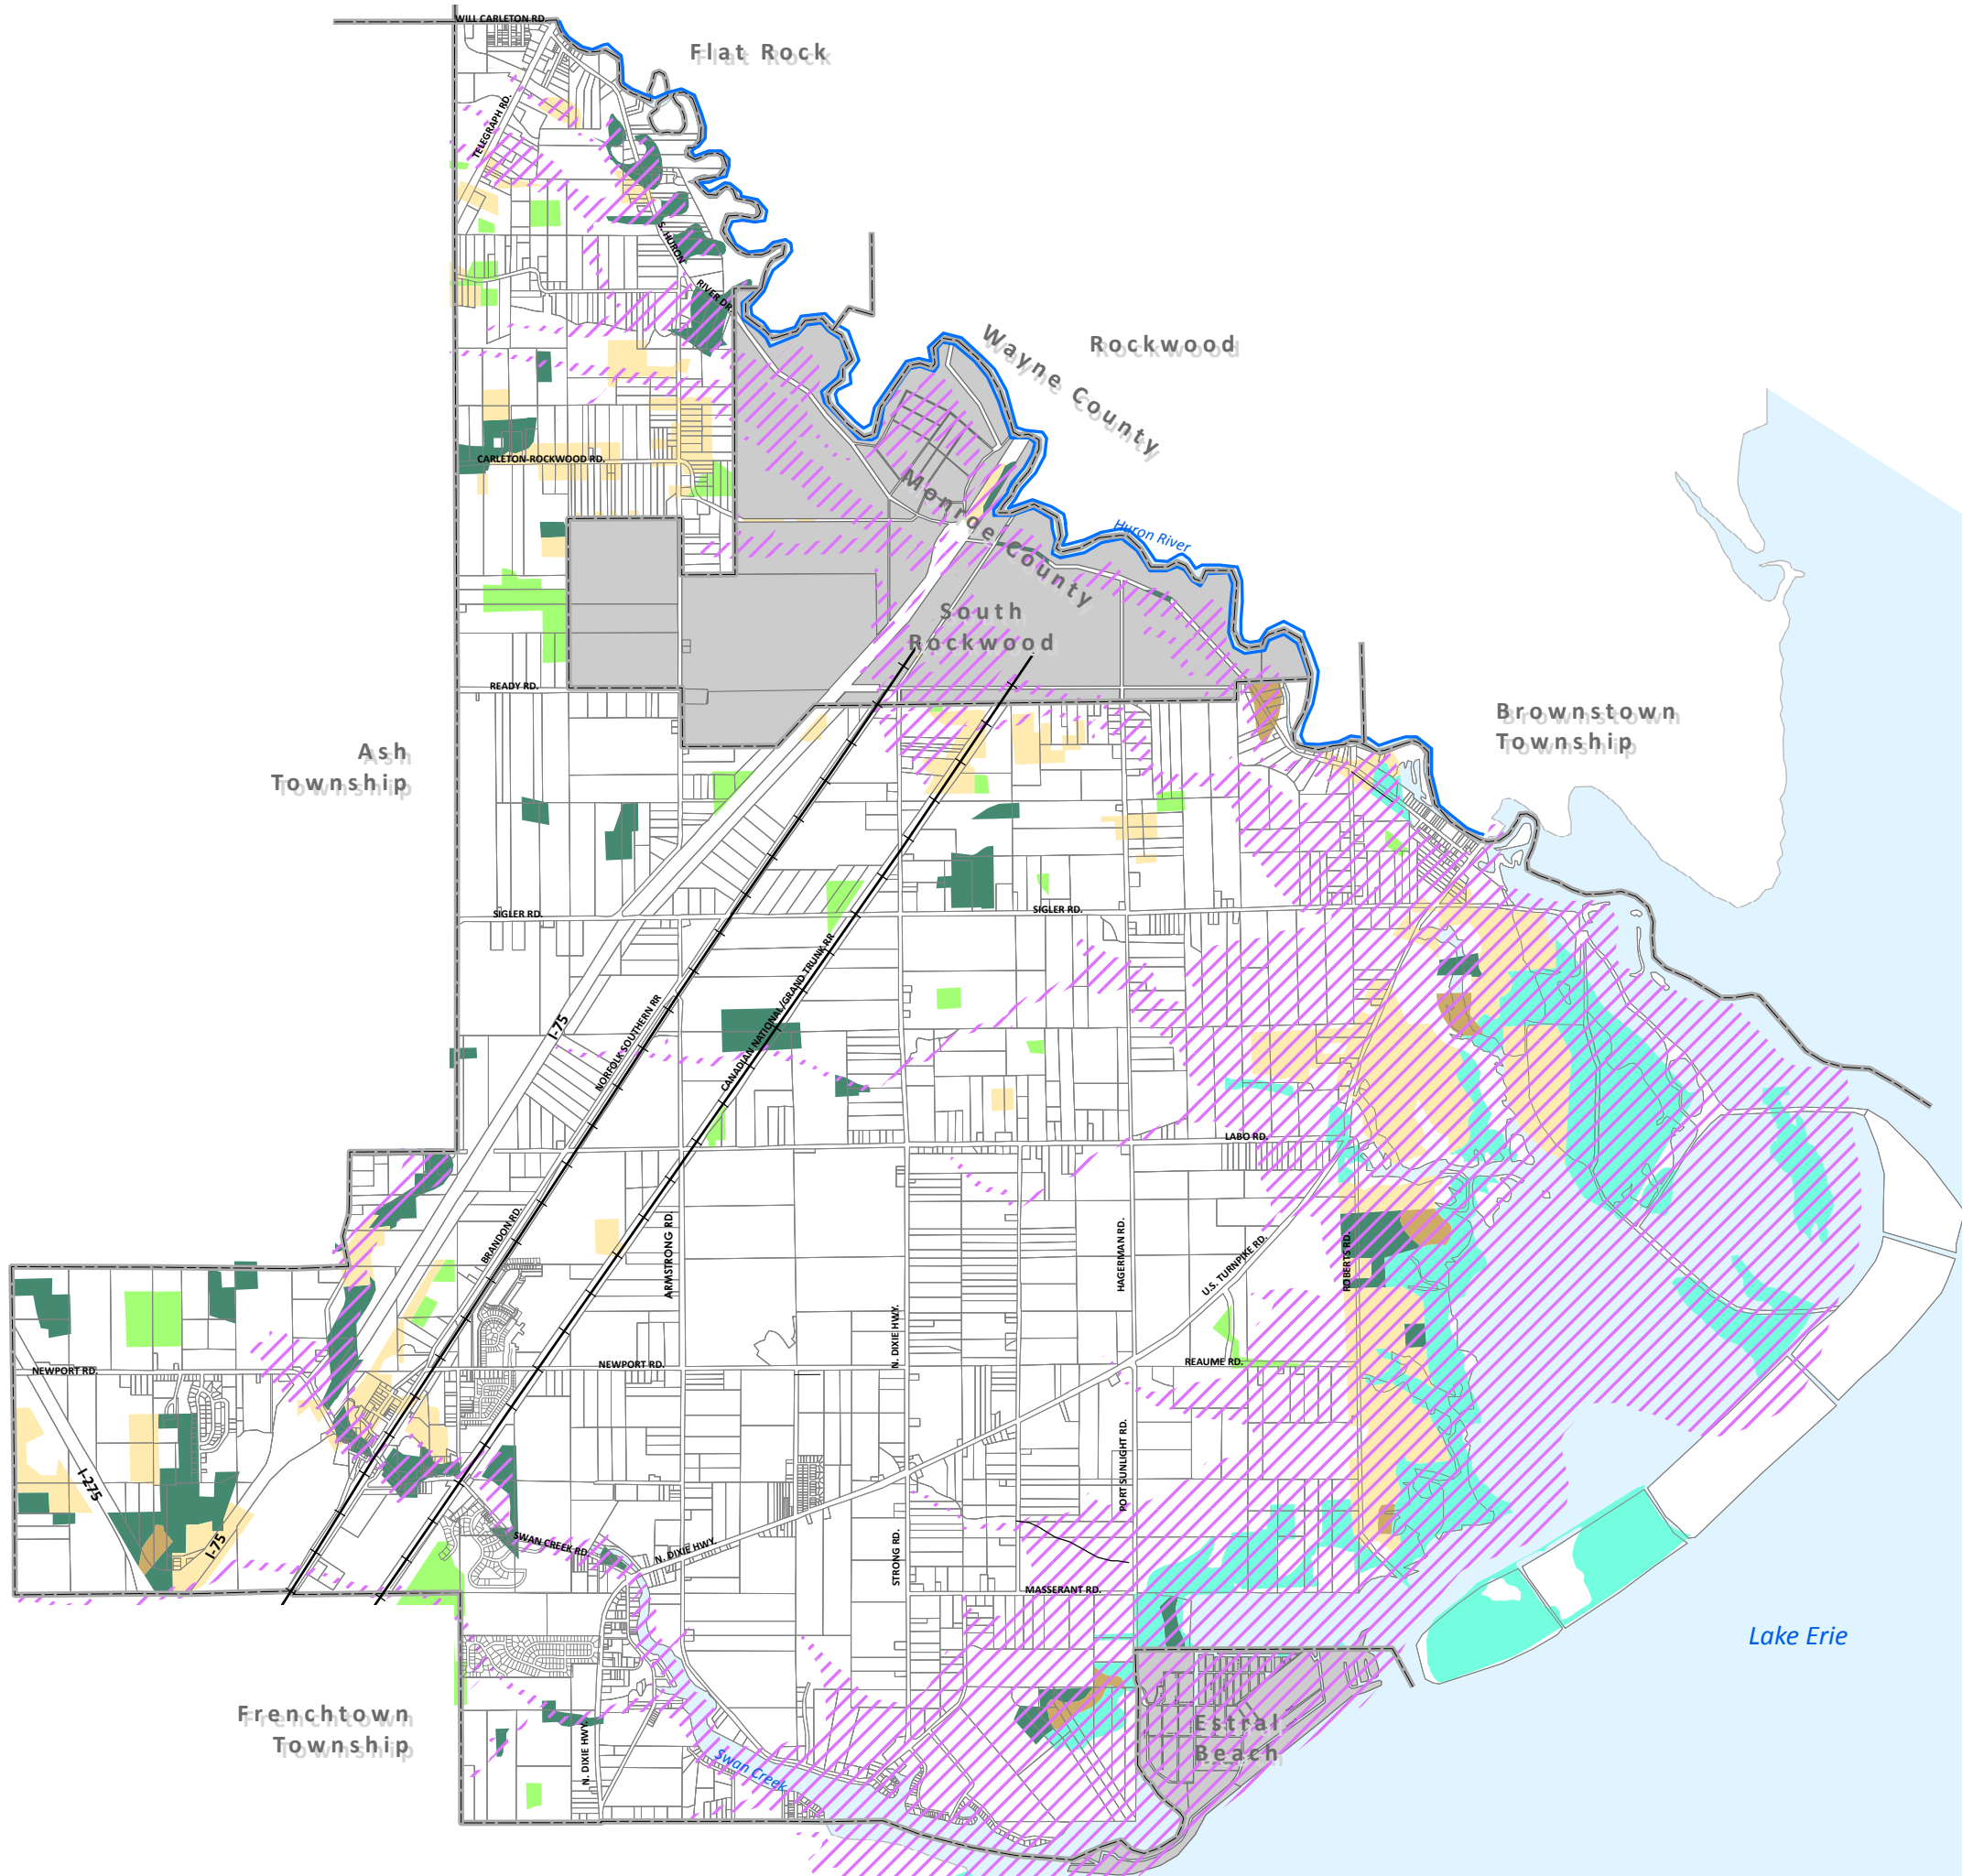 WILL CARLETON RD.
Flat Rock
TELEGRAPH RD.
S. HURON
RIVER DR.
Wayne County
Rockwood
CARLETON-ROCKWOOD RD.
Monroe County
Huron River
South
Rockwood
READY RD.
Brownstown
Township
Ash
Township
SIGLER RD.
SIGLER RD.
I-75
NORFOLK SOUTHERN RR
CANADIAN NATIONAL/GRAND TRUNK RR
LABO RD.
BRANDON RD.
ARMSTRONG RD.
HAGERMAN RD.
U.S. TURNPIKE RD.
ROBERTS RD.
N. DIXIE HWY.
NEWPORT RD.
NEWPORT RD.
REAUME RD.
I-275
I-75
PORT SUNLIGHT RD.
SWAN CREEK RD.
N. DIXIE HWY.
STRONG RD.
MASSERANT RD.
Lake Erie
Frenchtown
Township
N. DIXIE HWY.
Swan Creek
Estral
Beach